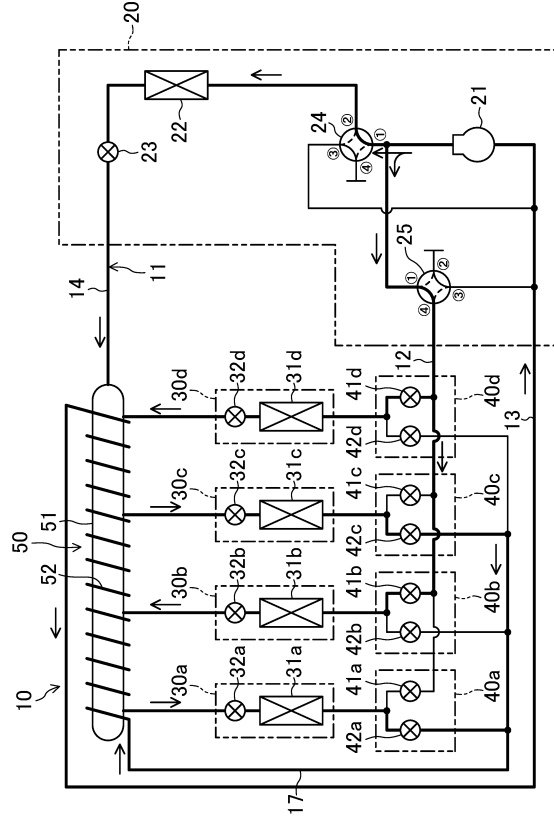 10
50
51
52
14
20
23
11
22
30a
30b
30c
30d
32a
32b
32c
32d
31a
31b
31c
31d
17
24
③
②
④
①
42a
41a
42b
41b
42c
41c
42d
41d
12
25
①
④
②
③
21
40a
40b
40c
40d
13